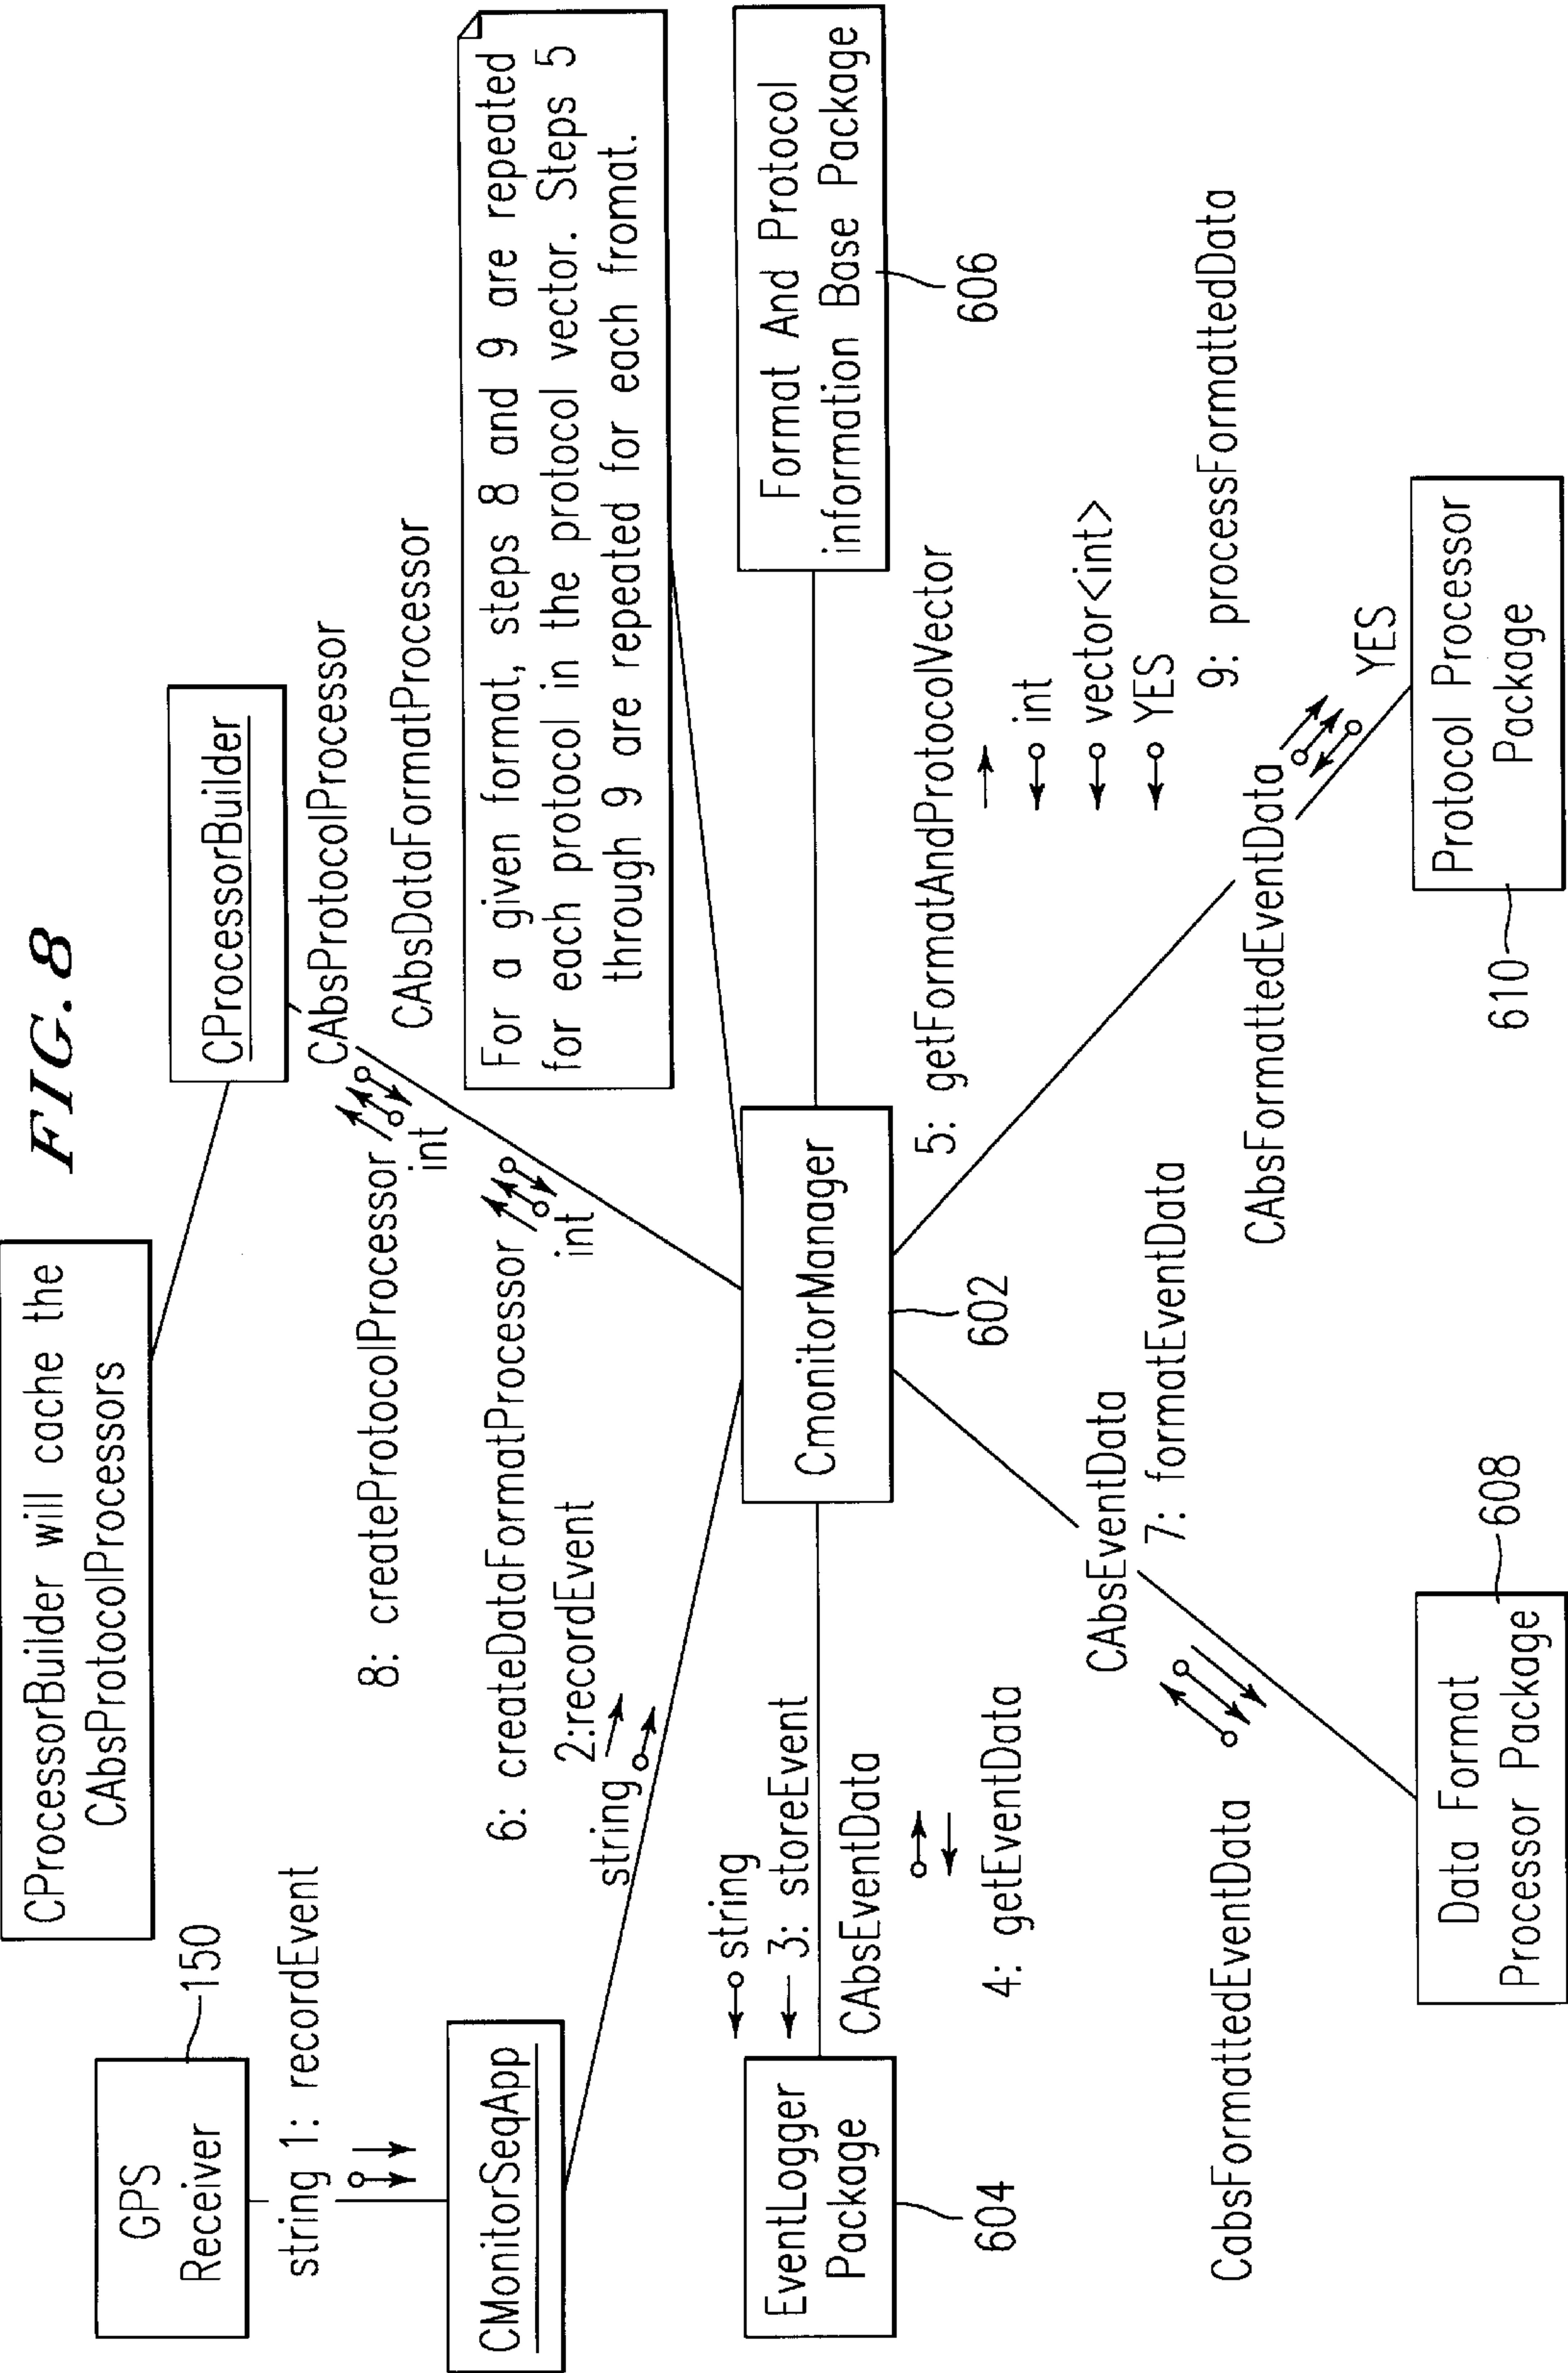 FIG. 8
CProcessorBuilder will cache the
CAbsProtocolProcessors
CProcessorBuilder
GPS
Receiver
150
string 1: recordEvent
CAbsProtocolProcessor
8: createProtocolProcessor
int
CAbsDataFormatProcessor
CMonitorSeqApp
6: createDataFormatProcessor
int
2:recordEvent
string
For a given format, steps 8 and 9 are repeated
for each protocol in the protocol vector. Steps 5
through 9 are repeated for each fromat.
EventLogger
Package
604
string
3: storeEvent
CAbsEventData
4: getEventData
CmonitorManager
602
Format And Protocol
information Base Package
606
5: getFormatAndProtocolVector
int
vector<int>
YES
CAbsEventData
7: formatEventData
CabsFormattedEventData
9: processFormattedData
CAbsFormattedEventData
YES
Data Format
Processor Package
608
Protocol Processor
Package
610